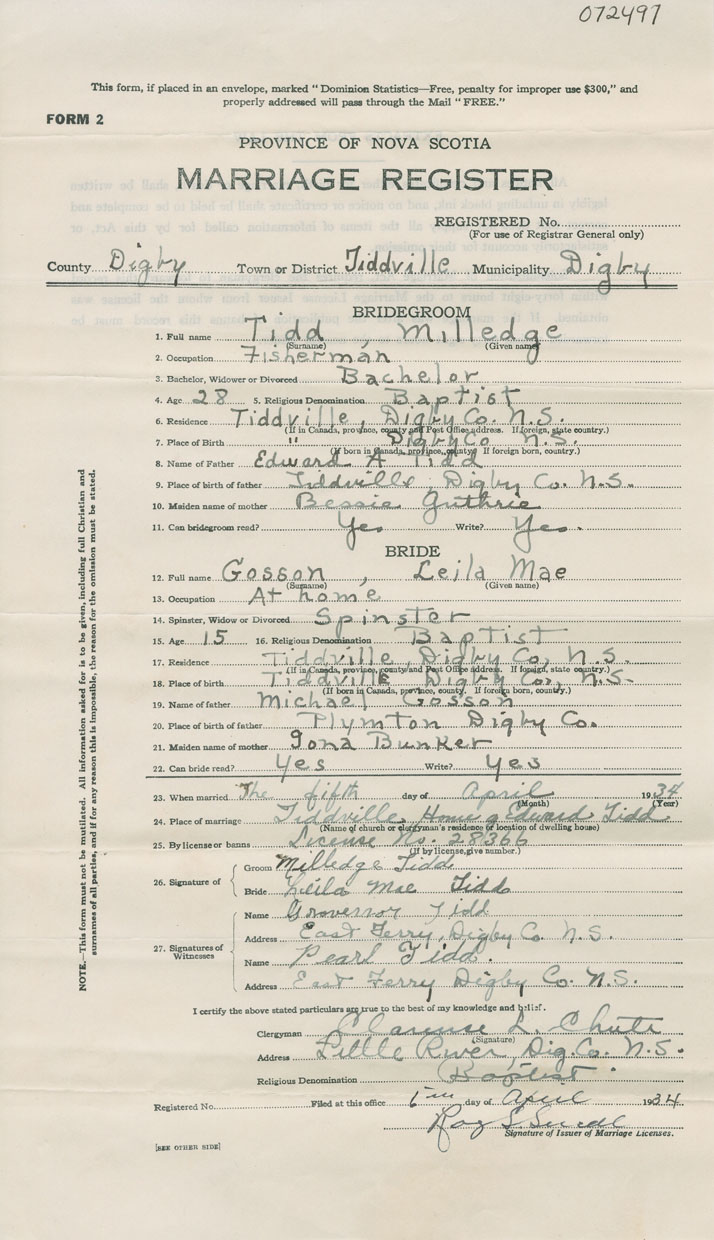 072497
This form, if placed in an envelope, marked "Dominion Statistics—Free, penalty for improper use $300," and
properly addressed will pass through the Mail "FREE."
FORM 2
PROVINCE OF NOVA SCOTIA
MARRIAGE REGISTER
REGISTERED No.
(For use of Registrar General only)
County Digby Town or District Tiddville Municipality Digby
BRIDEGROOM
1. Full name Tidd, Milledge
(Surname) (Given name)
2. Occupation Fisherman
3. Bachelor, Widower or Divorced Bachelor
4. Age 28 5. Religious Denomination Baptist
6. Residence Tiddville, Digby Co. N.S.
(If in Canada, province, county and Post Office address. If foreign, state country.)
7. Place of Birth " Digby Co N.S.
(If born in Canada, province, county. If foreign born, country.)
8. Name of Father Edward A Tidd
9. Place of birth of father Tiddville, Digby Co. N.S.
10. Maiden name of mother Bessie Guthrie
11. Can bridegroom read? Yes Write? Yes.
BRIDE
12. Full name Gosson, Leila Mae
(Surname) (Given name)
13. Occupation At home
14. Spinster, Widow or Divorced Spinster
15. Age 15 16. Religious Denomination Baptist
17. Residence Tiddville, Digby Co, N.S.
(If in Canada, province, county and Post Office address. If foreign, state country.)
18. Place of birth Tiddville Digby Co., N.S.
(If born in Canada, province, county. If foreign born, country.)
19. Name of father Michael Gosson
20. Place of birth of father Plymton Digby Co.
21. Maiden name of mother Iona Bunker
22. Can bride read? Yes Write? Yes
23. When married The fifth day of April 1934
(Month) (Year)
24. Place of marriage Tiddville Home of Edward Tidd
(Name of church or clergyman's residence or location of dwelling house)
25. By license or banns License No. 28366
(If by license, give number.)
26. Signature of
Groom Milledge Tidd
Bride Leila Mae Tidd
27. Signatures of Witnesses
Name Grovenor Tidd
Address East Ferry, Digby Co. N.S.
Name Pearl Tidd.
Address East Ferry Digby Co. N.S.
I certify the above stated particulars are true to the best of my knowledge and belief.
Clergyman L. Chute
(Signature)
Address Little River, Dig. Co. N.S.
Religious Denomination Baptist
Registered No. Filed at this office day of April 1934
Roy
Signature of Issuer of Marriage Licenses.
[SEE OTHER SIDE]
NOTE.—This form must not be mutilated. All information asked for is to be given, including full Christian and
surnames of all parties, and if for any reason this is impossible, the reason for the omission must be stated.